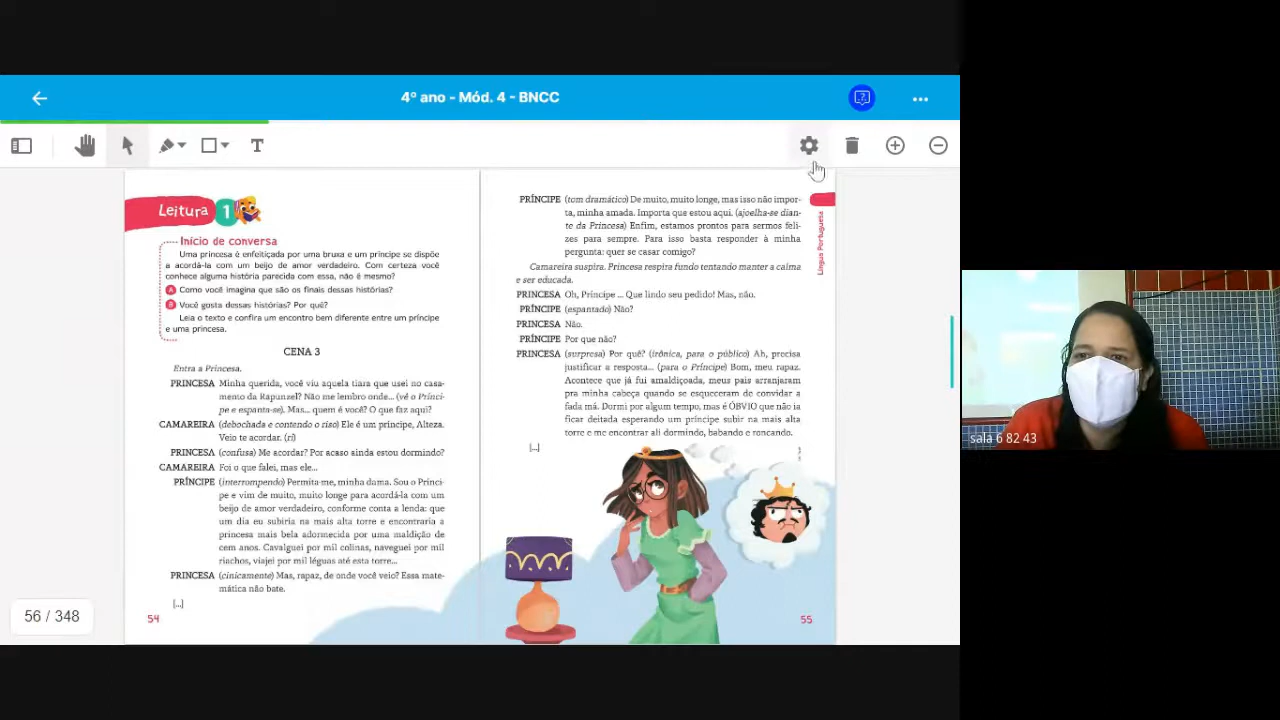 4º ano - Mód. 4 - BNCC
T
Leitura 1
Início de conversa
Uma princesa é enfeitiçada por uma bruxa e um príncipe se dispõe
a acordá-la com um beijo de amor verdadeiro. Com certeza você
conhece alguma história parecida com essa, não é mesmo?
A Como você imagina que são os finais dessas histórias?
B Você gosta dessas histórias? Por quê?
Leia o texto e confira um encontro bem diferente entre um príncipe
e uma princesa.
CENA 3
Entra a Princesa.
PRINCESA Minha querida, você viu aquela tiara que usei no casa-
mento da Rapunzel? Não me lembro onde... (vê o Prínci-
pe e espanta-se). Mas... quem é você? O que faz aqui?
CAMAREIRA (debochada e contendo o riso) Ele é um príncipe, Alteza.
Veio te acordar. (ri)
PRINCESA (confusa) Me acordar? Por acaso ainda estou dormindo?
CAMAREIRA Foi o que falei, mas ele...
PRÍNCIPE (interrompendo) Permita-me, minha dama. Sou o Prínci-
pe e vim de muito, muito longe para acordá-la com um
beijo de amor verdadeiro, conforme conta a lenda: que
um dia eu subiria na mais alta torre e encontraria a
princesa mais bela adormecida por uma maldição de
cem anos. Cavalguei por mil colinas, naveguei por mil
riachos, viajei por mil léguas até esta torre...
PRINCESA (cinicamente) Mas, rapaz, de onde você veio? Essa mate-
mática não bate.
[...]
54
PRÍNCIPE (tom dramático) De muito, muito longe, mas isso não impor-
ta, minha amada. Importa que estou aqui. (ajoelha-se dian-
te da Princesa) Enfim, estamos prontos para sermos feli-
zes para sempre. Para isso basta responder à minha
pergunta: quer se casar comigo?
Camareira suspira. Princesa respira fundo tentando manter a calma
e ser educada.
PRINCESA Oh, Príncipe ... Que lindo seu pedido! Mas, não.
PRÍNCIPE (espantado) Não?
PRINCESA Não.
PRÍNCIPE Por que não?
PRINCESA (surpresa) Por quê? (irônica, para o público) Ah, precisa
justificar a resposta... (para o Príncipe) Bom, meu rapaz.
Acontece que já fui amaldiçoada, meus pais arranjaram
pra minha cabeça quando se esqueceram de convidar a
fada má. Dormi por algum tempo, mas é ÓBVIO que não ia
ficar deitada esperando um príncipe subir na mais alta
torre e me encontrar ali dormindo, babando e roncando.
[...]
55
Língua Portuguesa
56 / 348
sala 6 82 43